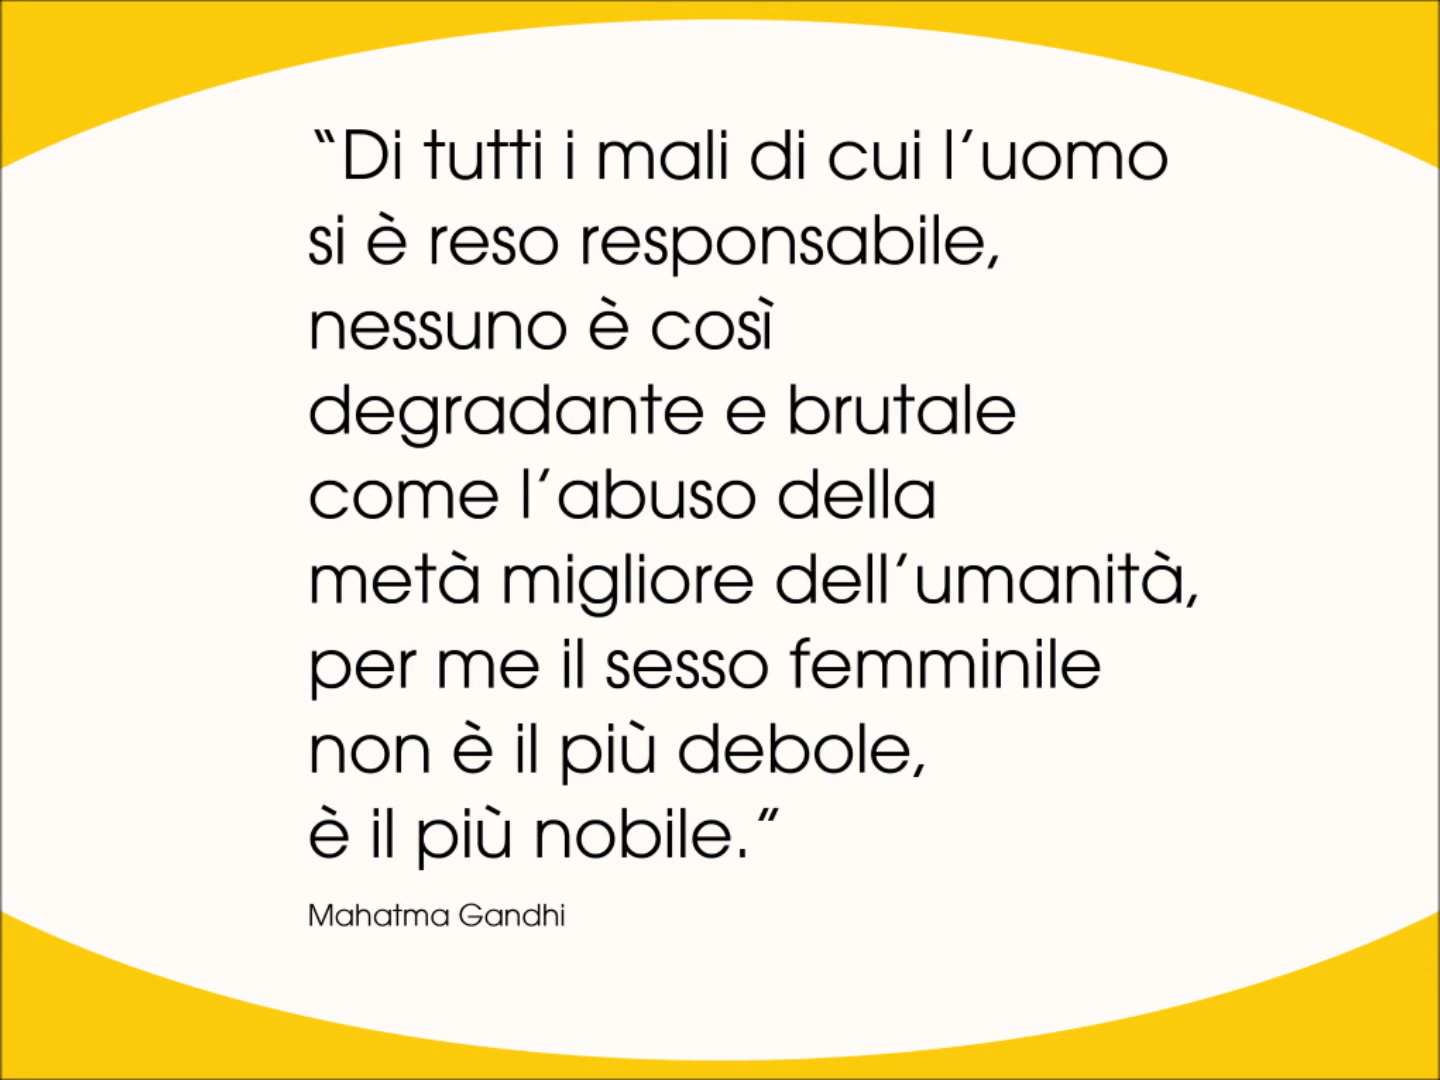 “Di tutti i mali di cui l’uomo
si è reso responsabile,
nessuno è così
degradante e brutale
come l’abuso della
metà migliore dell’umanità,
per me il sesso femminile
non è il più debole,
è il più nobile.”
Mahatma Gandhi